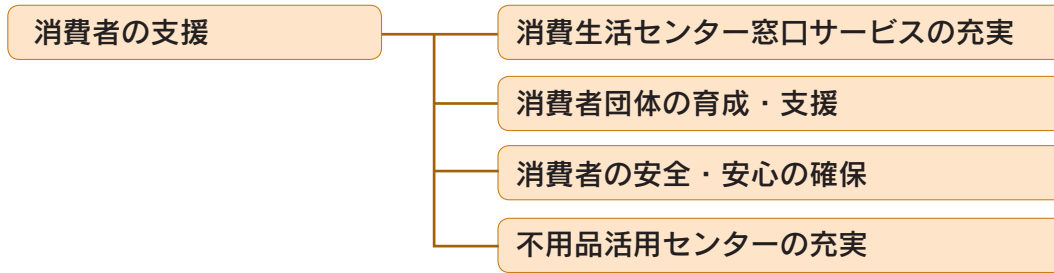 消費者の支援
消費生活センター窓口サービスの充実
消費者団体の育成・支援
消費者の安全・安心の確保
不用品活用センターの充実